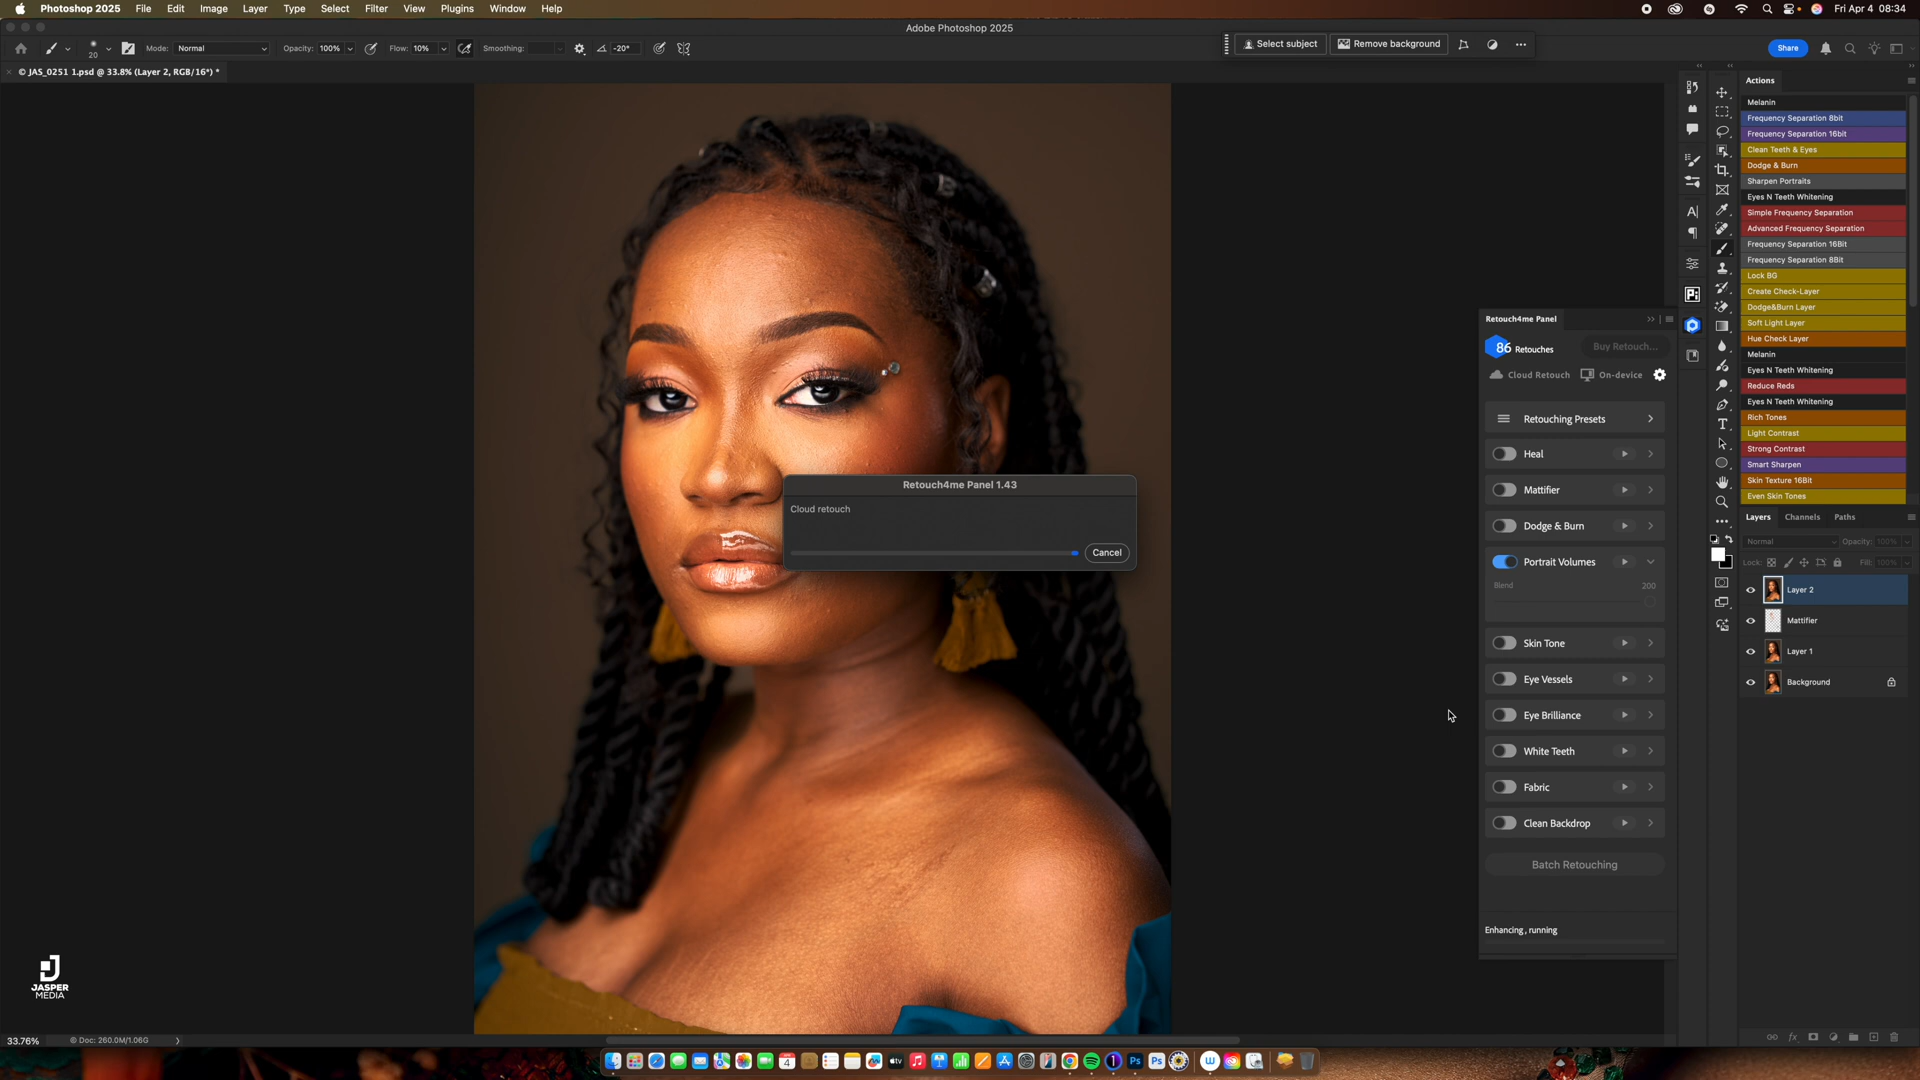 Photoshop 2025 File Edit Image Layer Type Select Filter View Plugins Window Help
Fri Apr 4 08:34
Adobe Photoshop 2025
20
Mode: Normal
Opacity: 100%
Flow: 10%
Smoothing:
-20°
Select subject
Remove background
Share
© JAS_0251 1.psd @ 33.8% (Layer 2, RGB/16*) *
Actions
Melanin
Frequency Separation 8bit
Frequency Separation 16bit
Clean Teeth & Eyes
Dodge & Burn
Sharpen Portraits
Eyes N Teeth Whitening
Simple Frequency Separation
Advanced Frequency Separation
Frequency Separation 16Bit
Frequency Separation 8Bit
Lock BG
Create Check-Layer
Dodge&Burn Layer
Soft Light Layer
Hue Check Layer
Melanin
Eyes N Teeth Whitening
Reduce Reds
Eyes N Teeth Whitening
Rich Tones
Light Contrast
Strong Contrast
Smart Sharpen
Skin Texture 16Bit
Even Skin Tones
Retouch4me Panel
86 Retouches
Buy Retouch...
Cloud Retouch
On-device
Retouching Presets
Heal
Mattifier
Dodge & Burn
Portrait Volumes
Blend 200
Skin Tone
Eye Vessels
Eye Brilliance
White Teeth
Fabric
Clean Backdrop
Batch Retouching
Enhancing, running
Retouch4me Panel 1.43
Cloud retouch
Cancel
Layers Channels Paths
Normal
Opacity: 100%
Lock:
Fill: 100%
Layer 2
Mattifier
Layer 1
Background
JASPER
MEDIA
33.76%
© Doc: 260.0M/1.06G